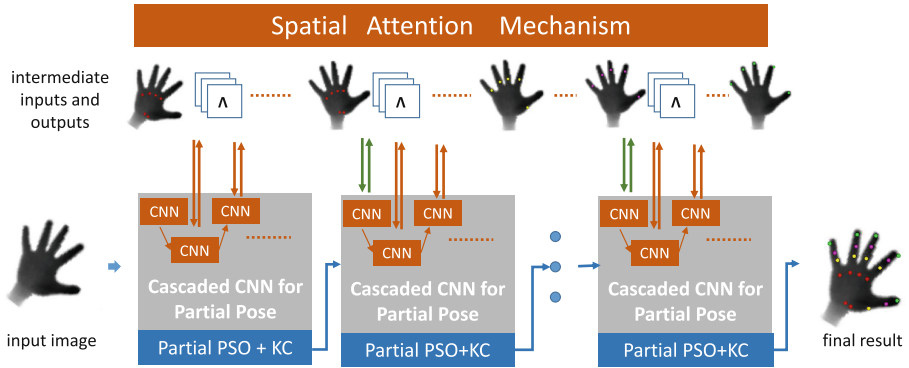 Spatial Attention Mechanism
intermediate
inputs and
outputs
Λ
Λ
Λ
CNN
CNN
CNN
Cascaded CNN for
Partial Pose
Partial PSO + KC
CNN
CNN
CNN
Cascaded CNN for
Partial Pose
Partial PSO+KC
CNN
CNN
CNN
Cascaded CNN for
Partial Pose
Partial PSO+KC
input image
final result